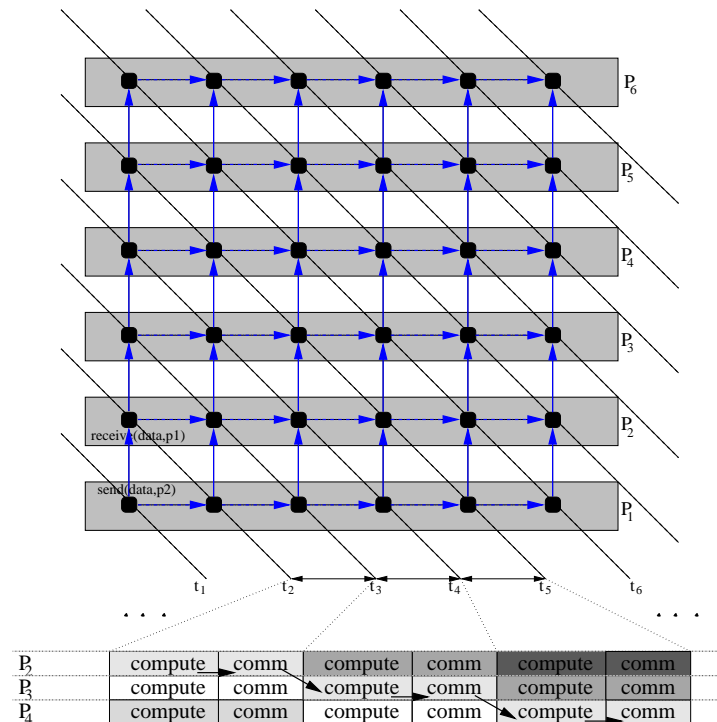 P6
P5
P4
P3
receive(data,p1)
P2
send(data,p2)
P1
t1 t2 t3 t4 t5 t6
. . . . . .
P2 compute comm compute comm compute comm
P3 compute comm compute comm compute comm
P4 compute comm compute comm compute comm